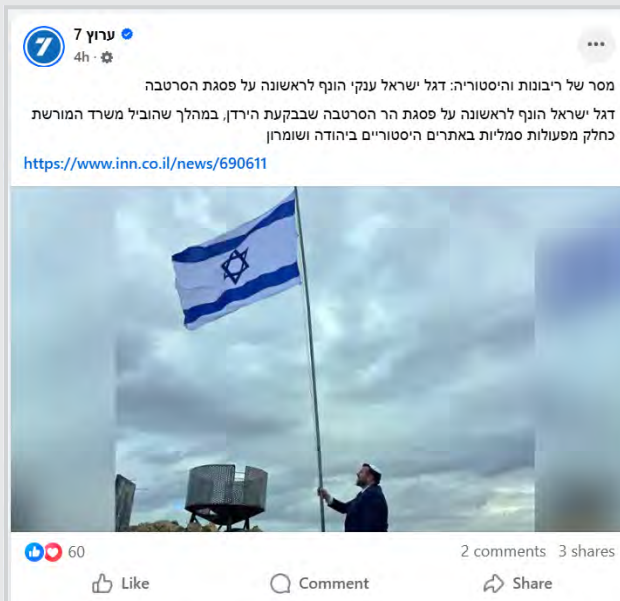 ערוץ 7
4h
מסר של ריבונות והיסטוריה: דגל ישראל ענקי הונף לראשונה על פסגת הסרטבה
דגל ישראל הונף לראשונה על פסגת הר הסרטבה שבבקעת הירדן, במהלך שהוביל משרד המורשת
כחלק מפעולות סמליות באתרים היסטוריים ביהודה ושומרון
https://www.inn.co.il/news/690611
60
2 comments 3 shares
Like Comment Share